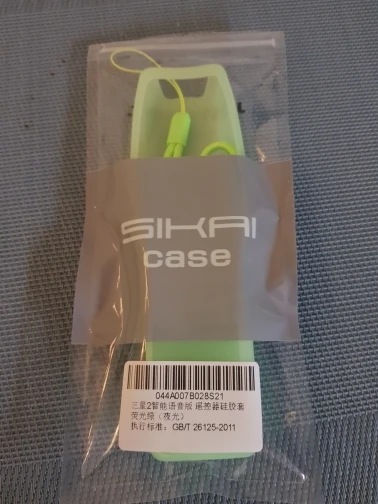 SIKAI
case
044A007B028S21
三星2智能语音版 遥控器硅胶套
荧光绿（夜光）
执行标准：GB/T 26125-2011